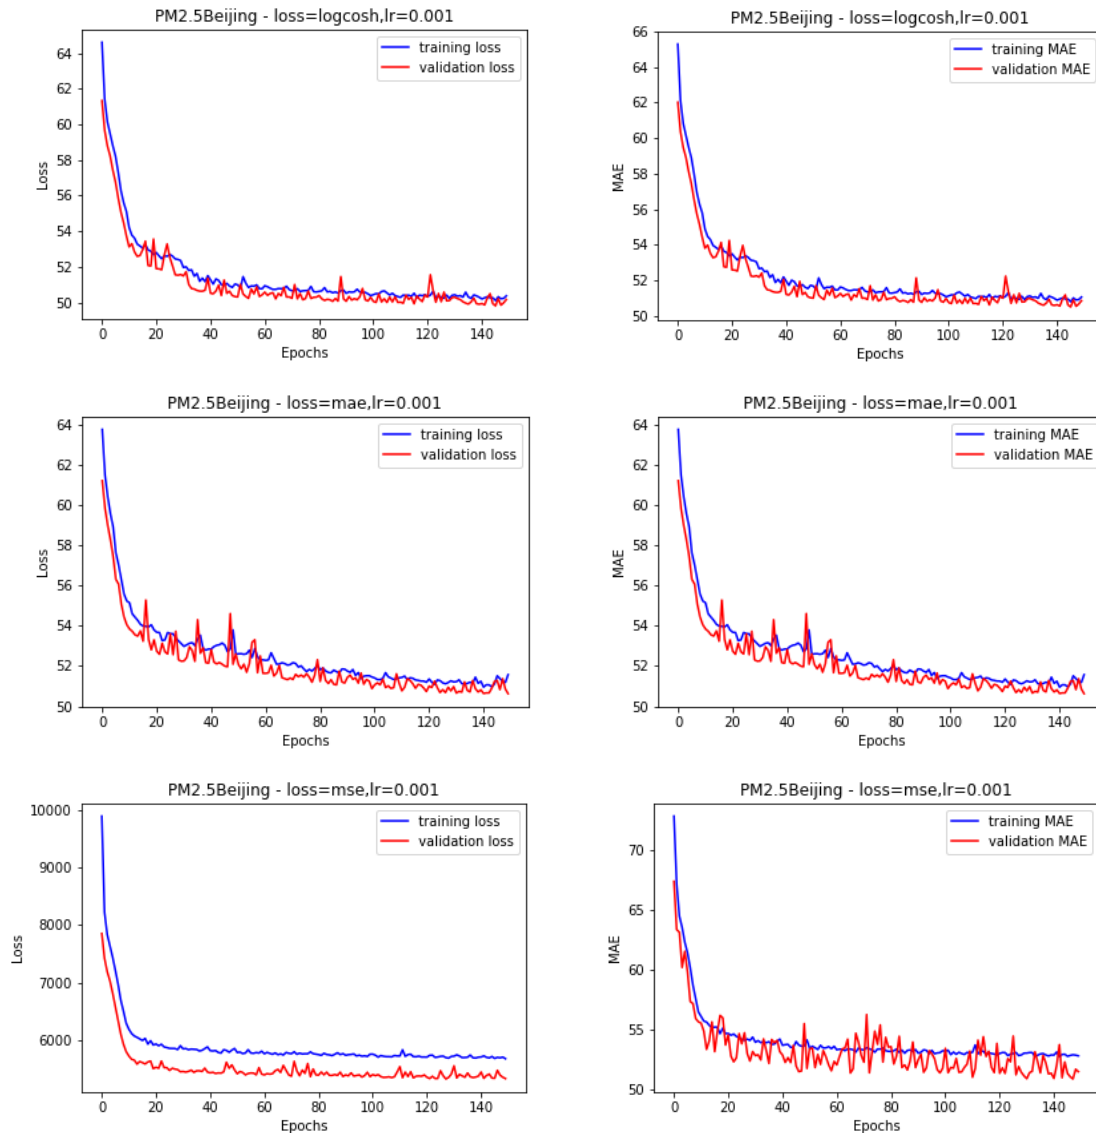 PM2.5Beijing - loss=logcosh,lr=0.001
training loss
validation loss
64
62
60
58
56
54
52
50
Loss
0 20 40 60 80 100 120 140
Epochs
PM2.5Beijing - loss=logcosh,lr=0.001
training MAE
validation MAE
66
64
62
60
58
56
54
52
50
MAE
0 20 40 60 80 100 120 140
Epochs
PM2.5Beijing - loss=mae,lr=0.001
training loss
validation loss
64
62
60
58
56
54
52
50
Loss
0 20 40 60 80 100 120 140
Epochs
PM2.5Beijing - loss=mae,lr=0.001
training MAE
validation MAE
64
62
60
58
56
54
52
50
MAE
0 20 40 60 80 100 120 140
Epochs
PM2.5Beijing - loss=mse,lr=0.001
training loss
validation loss
10000
9000
8000
7000
6000
Loss
0 20 40 60 80 100 120 140
Epochs
PM2.5Beijing - loss=mse,lr=0.001
training MAE
validation MAE
70
65
60
55
50
MAE
0 20 40 60 80 100 120 140
Epochs